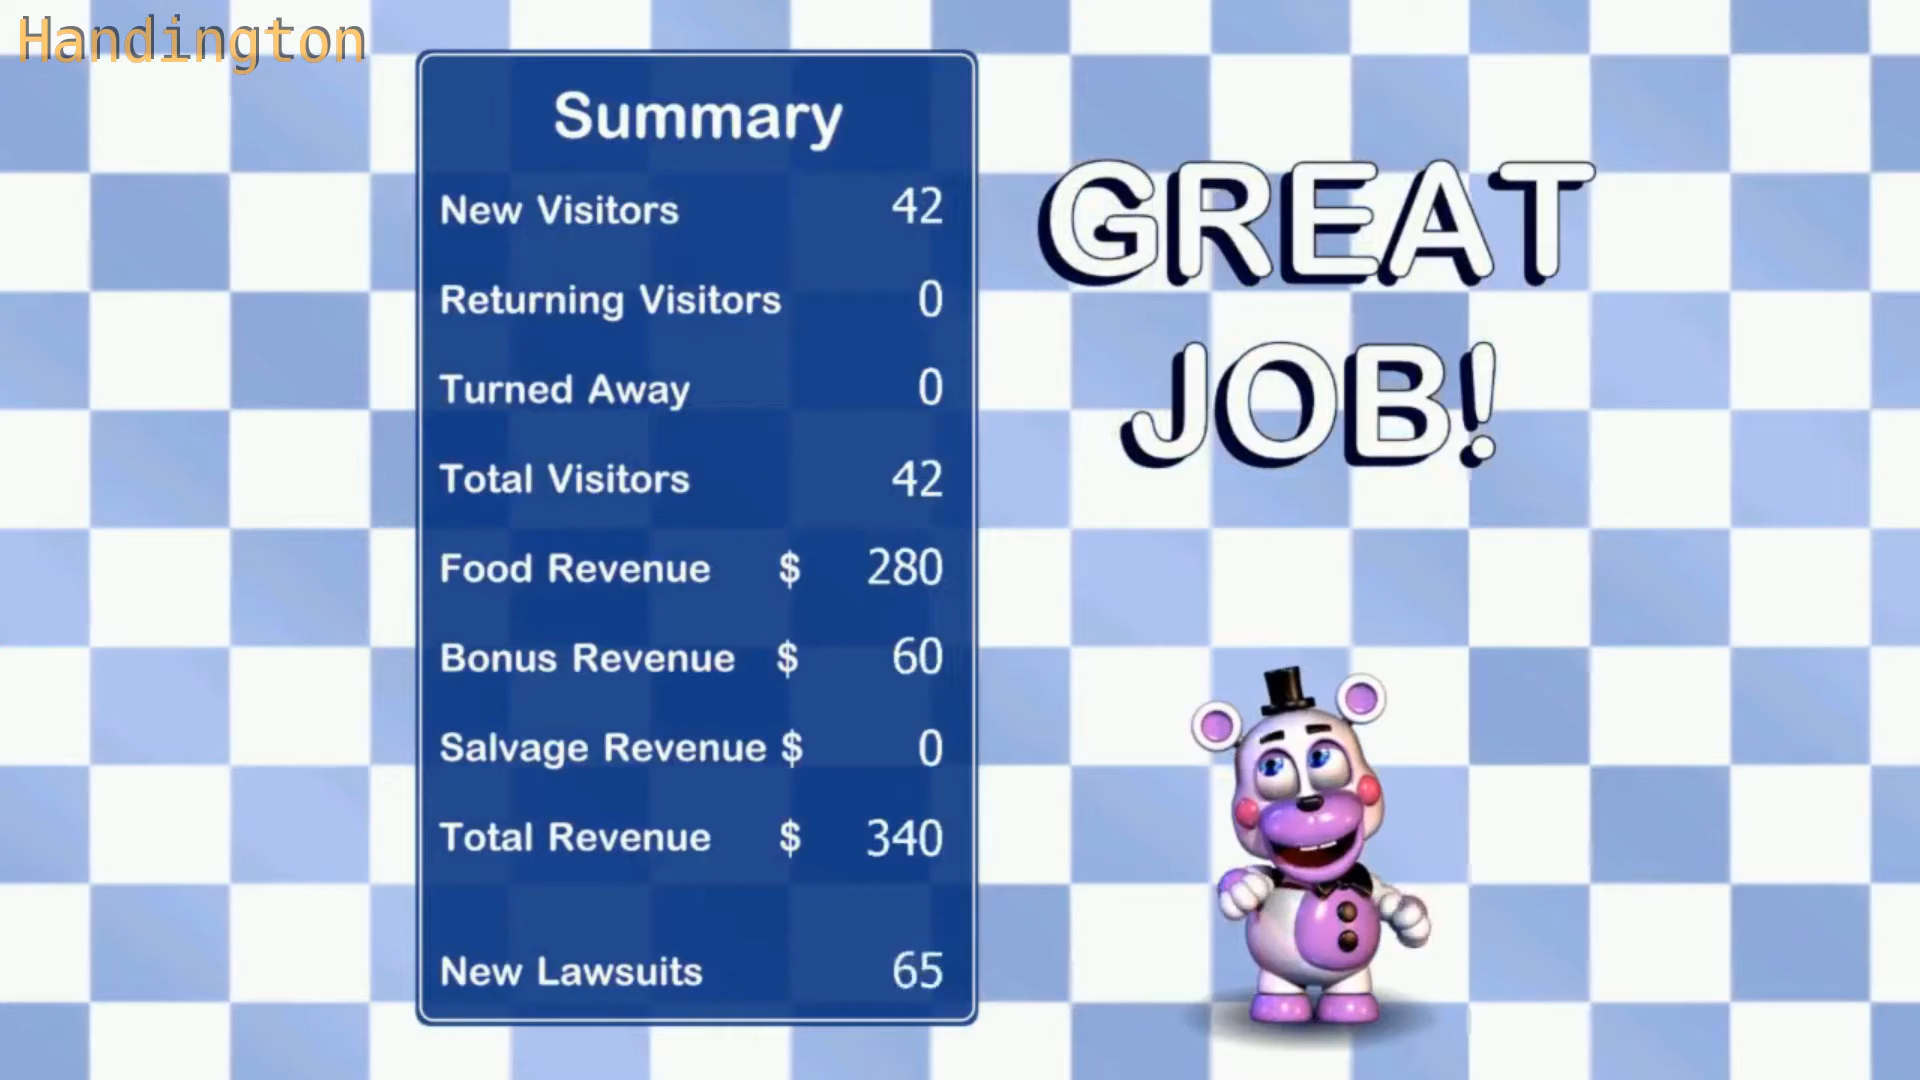 Handington
Summary
New Visitors 42
Returning Visitors 0
Turned Away 0
Total Visitors 42
Food Revenue $ 280
Bonus Revenue $ 60
Salvage Revenue $ 0
Total Revenue $ 340
New Lawsuits 65
GREAT
JOB!